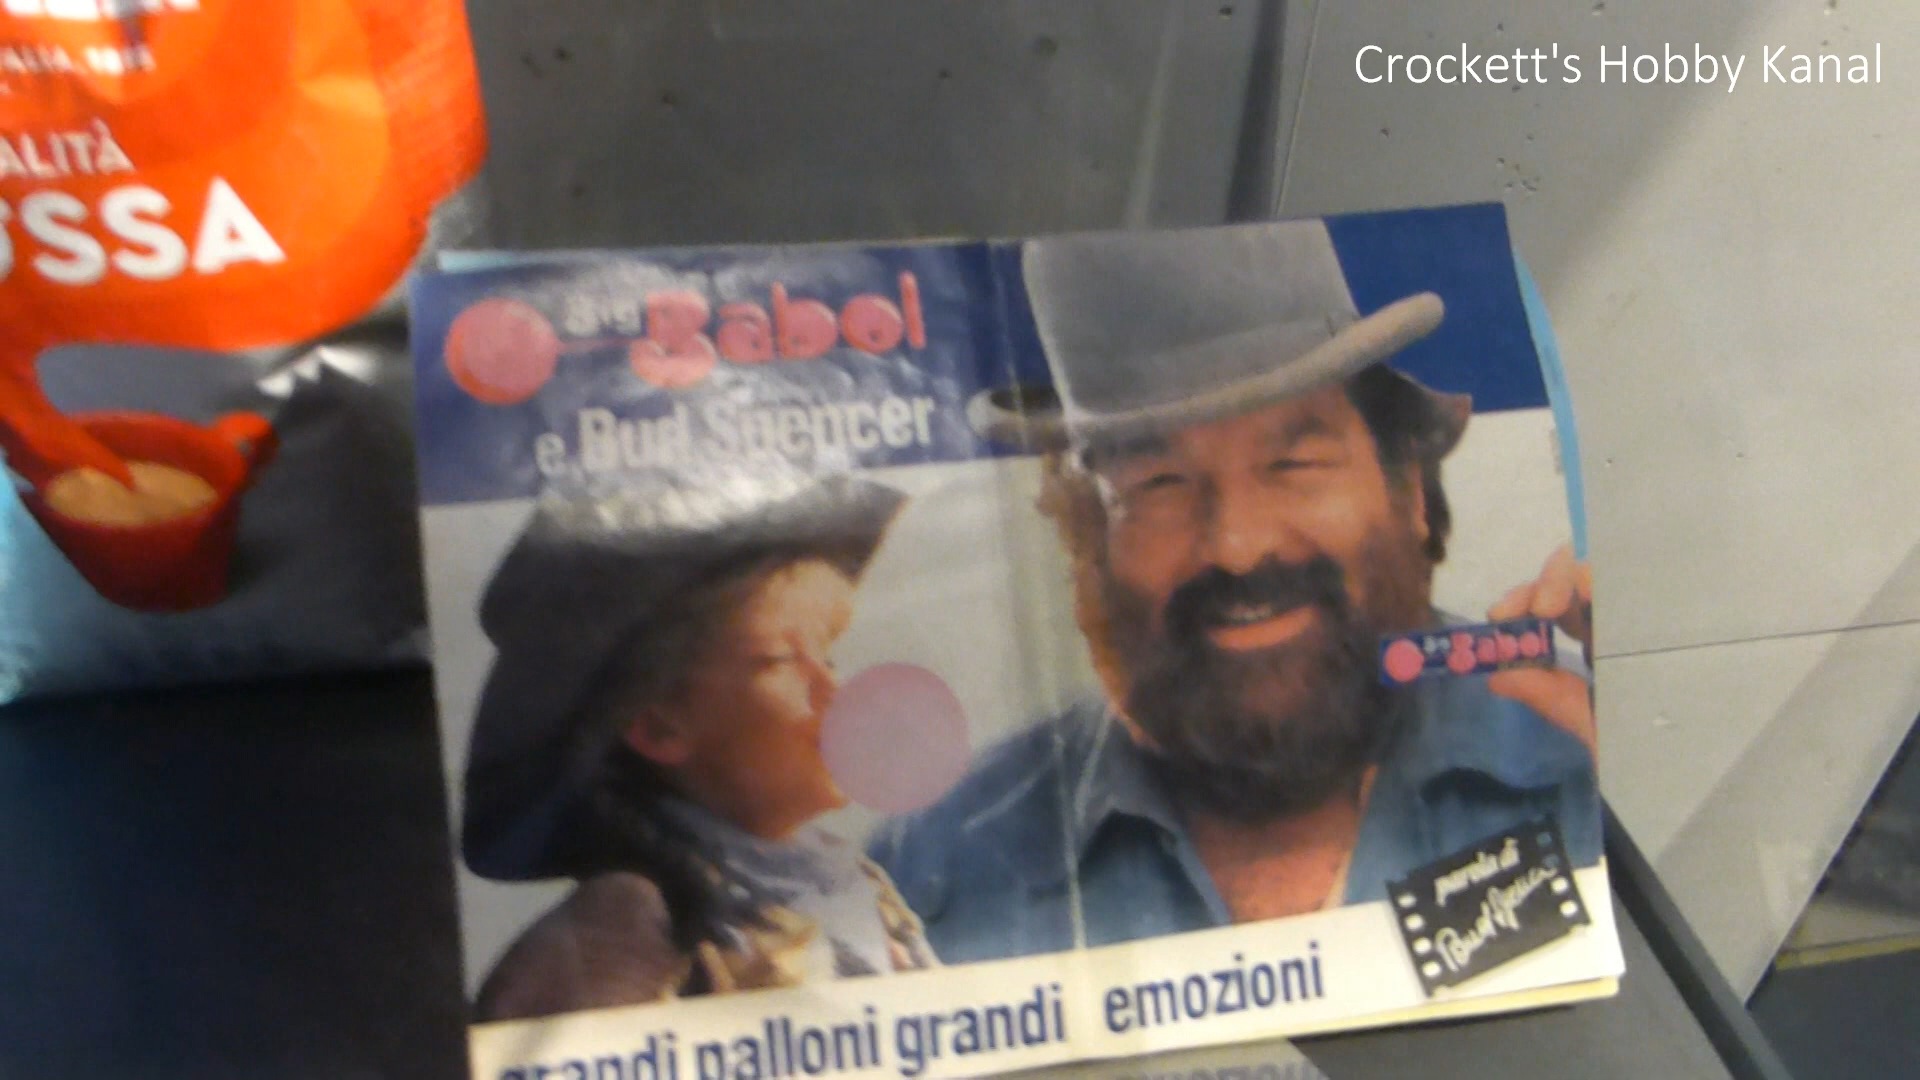 Crockett's Hobby Kanal
ALITÀ
SSA
Big Babol
e Bud Spencer
Big Babol
parola di
Bud Spencer
grandi palloni grandi emozioni